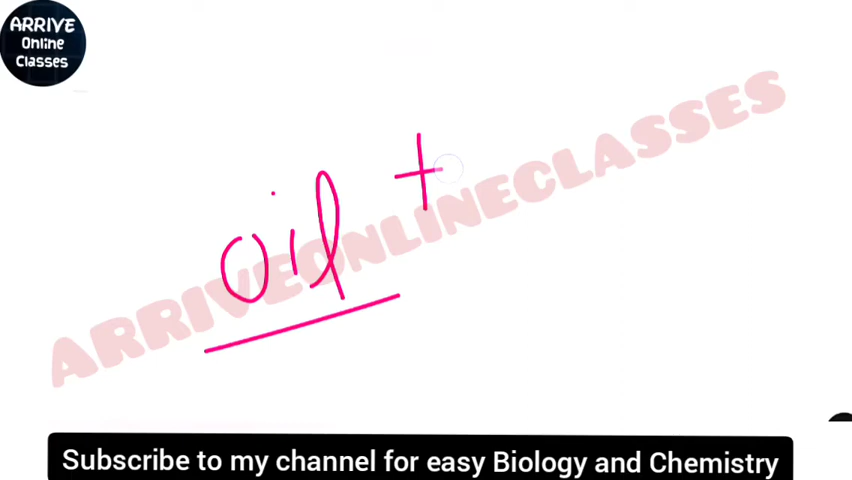 ARRIVE
Online
Classes
ARRIVEONLINECLASSES
oil +
Subscribe to my channel for easy Biology and Chemistry